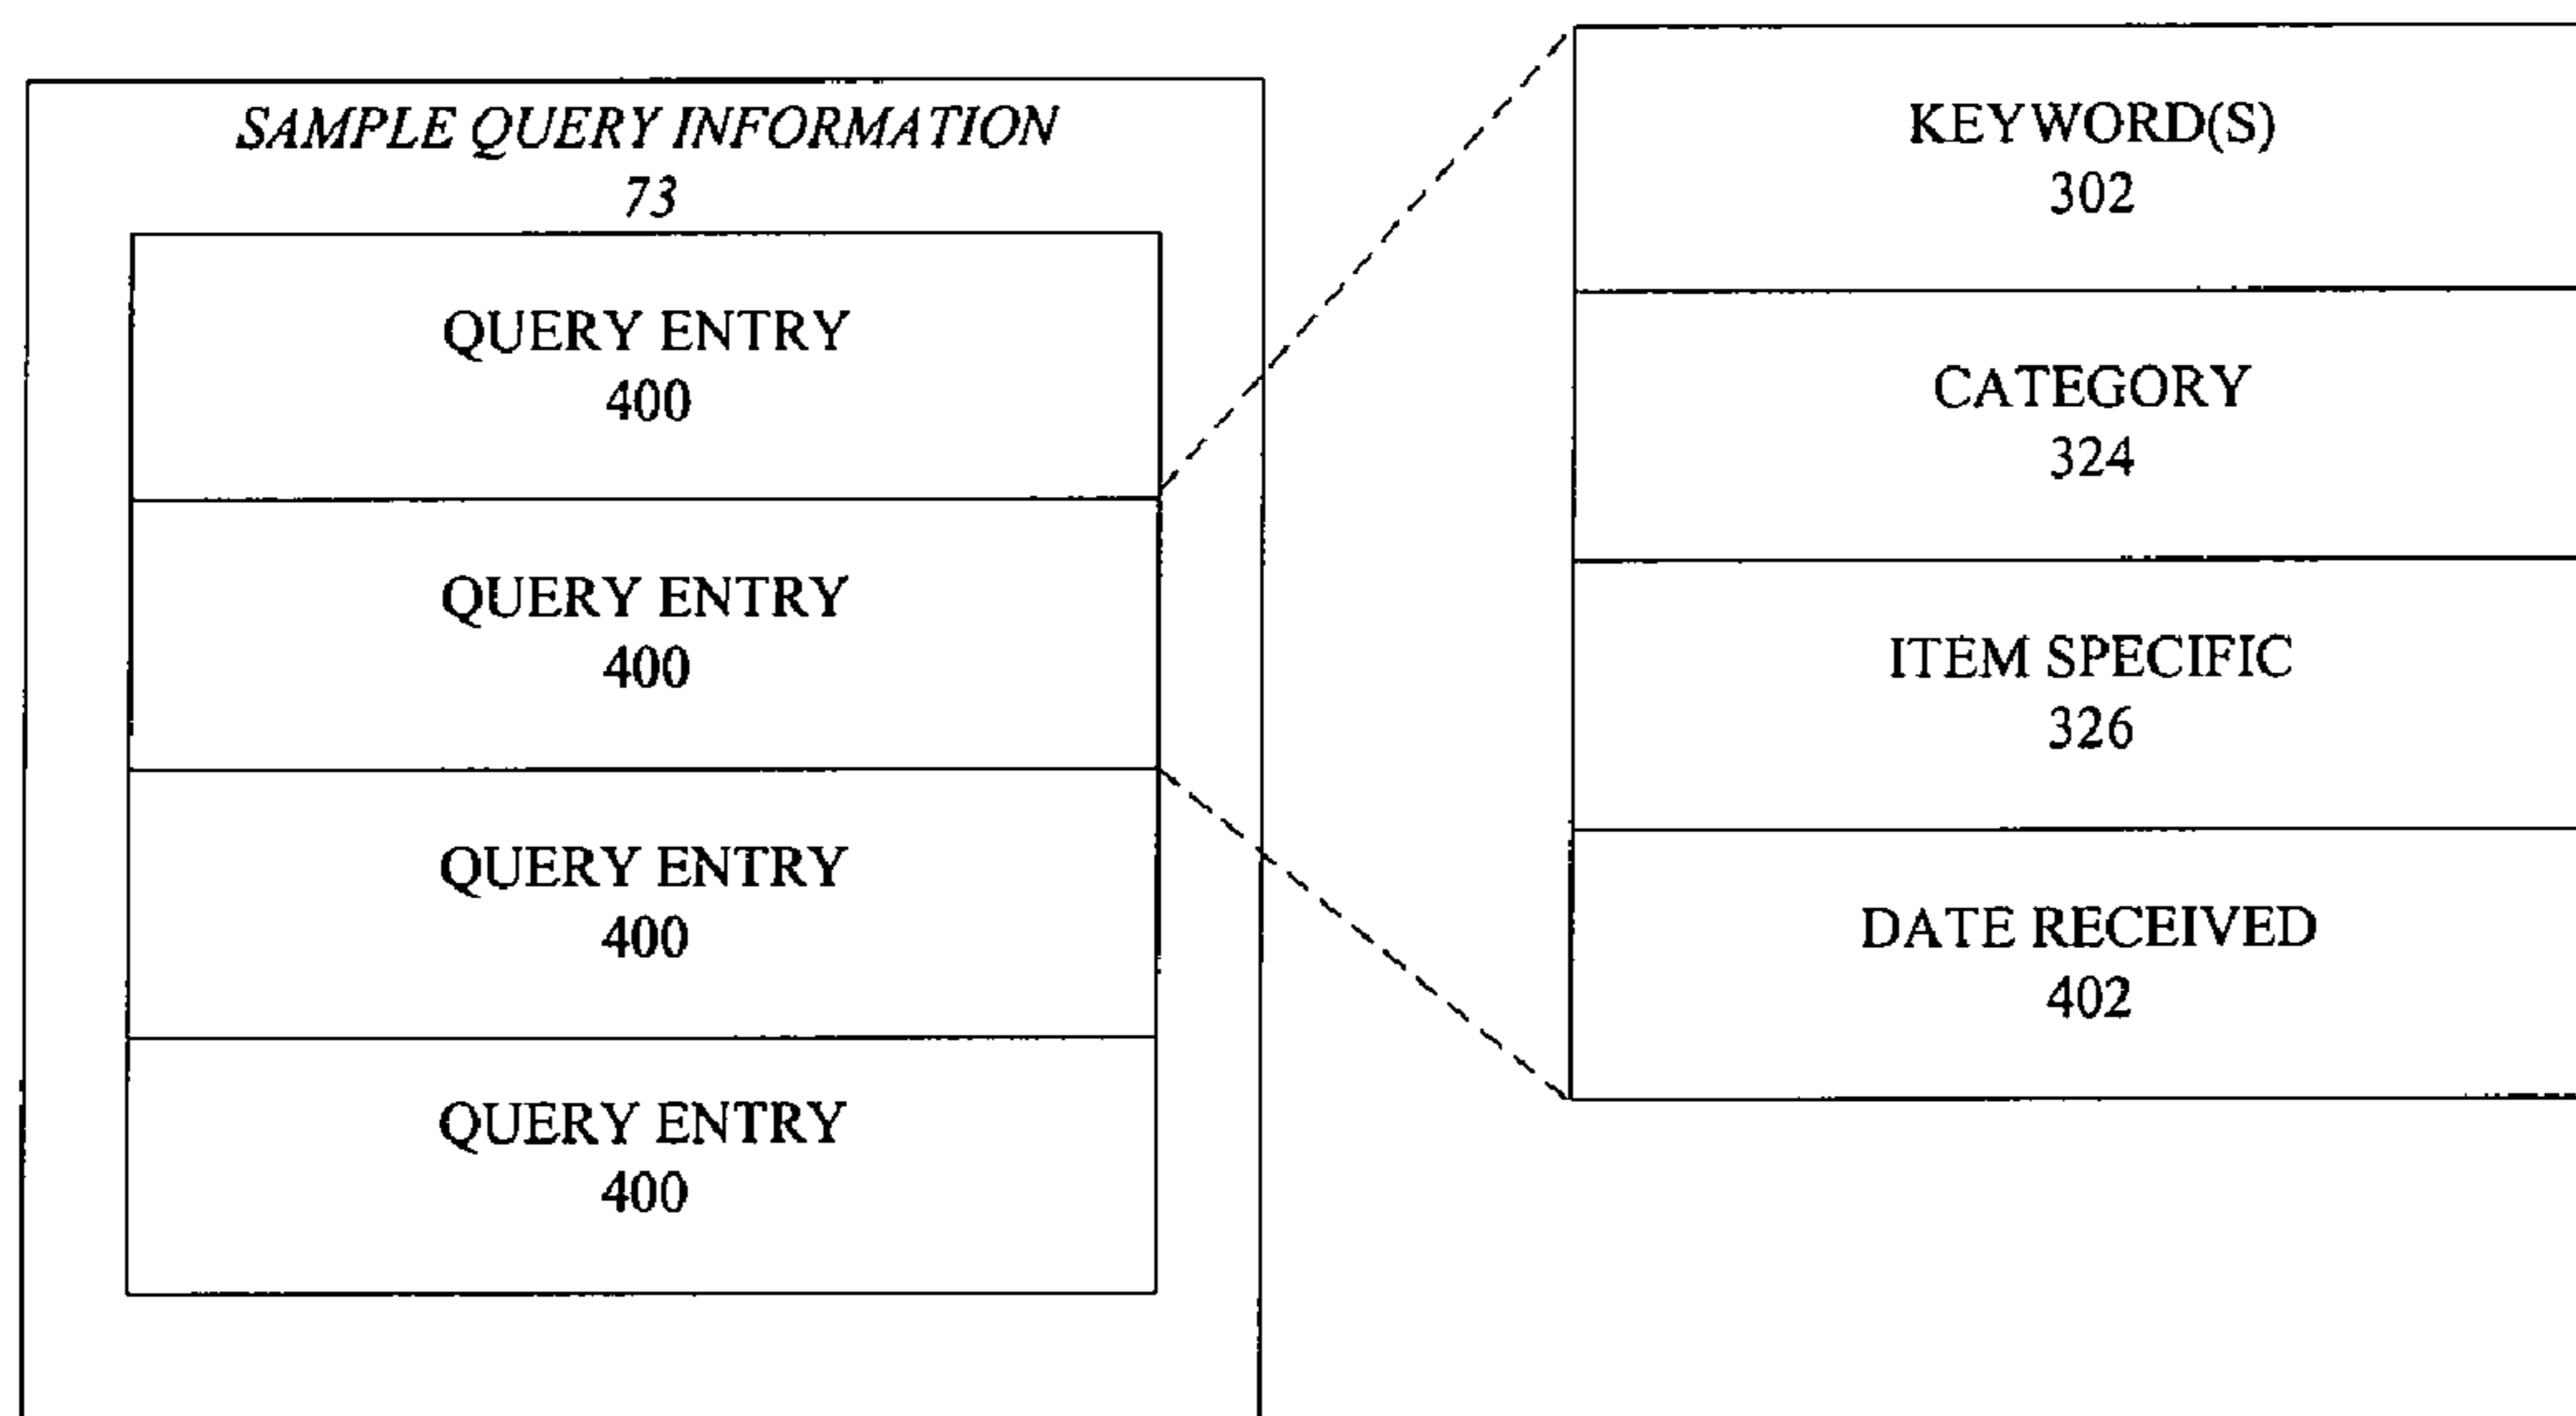 SAMPLE QUERY INFORMATION
73
QUERY ENTRY
400
QUERY ENTRY
400
QUERY ENTRY
400
QUERY ENTRY
400
KEYWORD(S)
302
CATEGORY
324
ITEM SPECIFIC
326
DATE RECEIVED
402